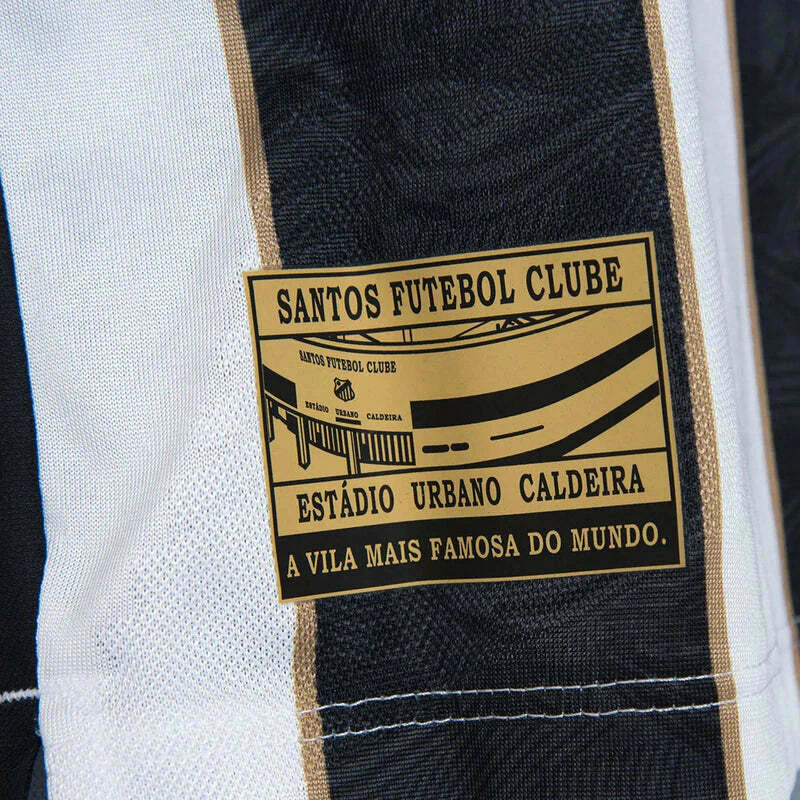 SANTOS FUTEBOL CLUBE
SANTOS FUTEBOL CLUBE
ESTÁDIO URBANO CALDEIRA
ESTÁDIO URBANO CALDEIRA
A VILA MAIS FAMOSA DO MUNDO.